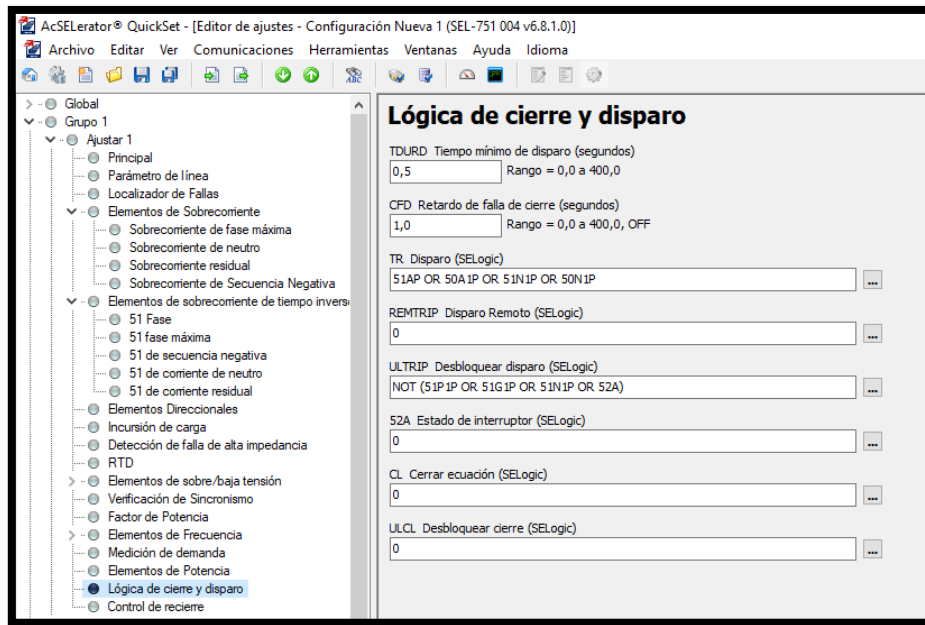 AcSELerator® QuickSet - [Editor de ajustes - Configuración Nueva 1 (SEL-751 004 v6.8.1.0)]
Archivo Editar Ver Comunicaciones Herramientas Ventanas Ayuda Idioma
Global
Grupo 1
Ajustar 1
Principal
Parámetro de línea
Localizador de Fallas
Elementos de Sobrecorriente
Sobrecorriente de fase máxima
Sobrecorriente de neutro
Sobrecorriente residual
Sobrecorriente de Secuencia Negativa
Elementos de sobrecorriente de tiempo invers
51 Fase
51 fase máxima
51 de secuencia negativa
51 de corriente de neutro
51 de corriente residual
Elementos Direccionales
Incursión de carga
Detección de falla de alta impedancia
RTD
Elementos de sobre/baja tensión
Verificación de Sincronismo
Factor de Potencia
Elementos de Frecuencia
Medición de demanda
Elementos de Potencia
Lógica de cierre y disparo
Control de recierre
Lógica de cierre y disparo
TDURD Tiempo mínimo de disparo (segundos)
0,5 Rango = 0,0 a 400,0
CFD Retardo de falla de cierre (segundos)
1,0 Rango = 0,0 a 400,0, OFF
TR Disparo (SELogic)
51AP OR 50A1P OR 51N1P OR 50N1P ...
REMTRIP Disparo Remoto (SELogic)
0 ...
ULTRIP Desbloquear disparo (SELogic)
NOT (51P1P OR 51G1P OR 51N1P OR 52A) ...
52A Estado de interruptor (SELogic)
0 ...
CL Cerrar ecuación (SELogic)
0 ...
ULCL Desbloquear cierre (SELogic)
0 ...